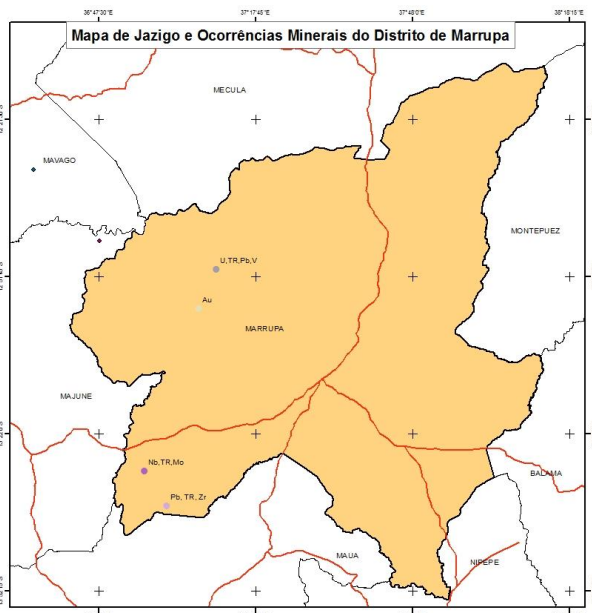 36°47'30"E
37°17'45"E
37°48'0"E
38°18'15"E
Mapa de Jazigo e Ocorrências Minerais do Distrito de Marrupa
MECULA
MAVAGO
MONTEPUEZ
U,TR,Pb,V
Au
MARRUPA
MAJUNE
Nb,TR,Mo
BALAMA
Pb, TR, Zr
MAUA
NIPEPE